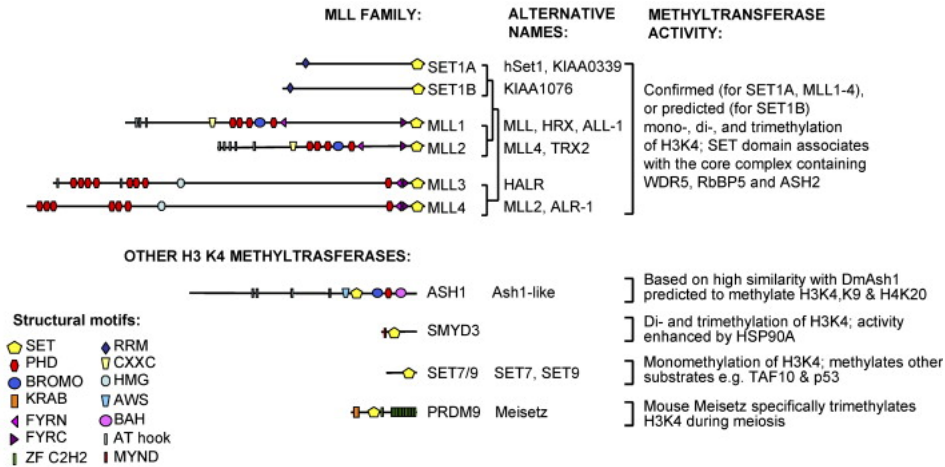 MLL FAMILY:
ALTERNATIVE
NAMES:
METHYLTRANSFERASE
ACTIVITY:
SET1A
hSet1, KIAA0339
SET1B
KIAA1076
MLL1
MLL, HRX, ALL-1
MLL2
MLL4, TRX2
MLL3
HALR
MLL4
MLL2, ALR-1
Confirmed (for SET1A, MLL1-4),
or predicted (for SET1B)
mono-, di-, and trimethylation
of H3K4; SET domain associates
with the core complex containing
WDR5, RbBP5 and ASH2
OTHER H3 K4 METHYLTRASFERASES:
ASH1
Ash1-like
Based on high similarity with DmAsh1
predicted to methylate H3K4,K9 & H4K20
SMYD3
Di- and trimethylation of H3K4; activity
enhanced by HSP90A
SET7/9
SET7, SET9
Monomethylation of H3K4; methylates other
substrates e.g. TAF10 & p53
PRDM9
Meisetz
Mouse Meisetz specifically trimethylates
H3K4 during meiosis
Structural motifs:
SET
PHD
BROMO
KRAB
FYRN
FYRC
ZF C2H2
RRM
CXXC
HMG
AWS
BAH
AT hook
MYND